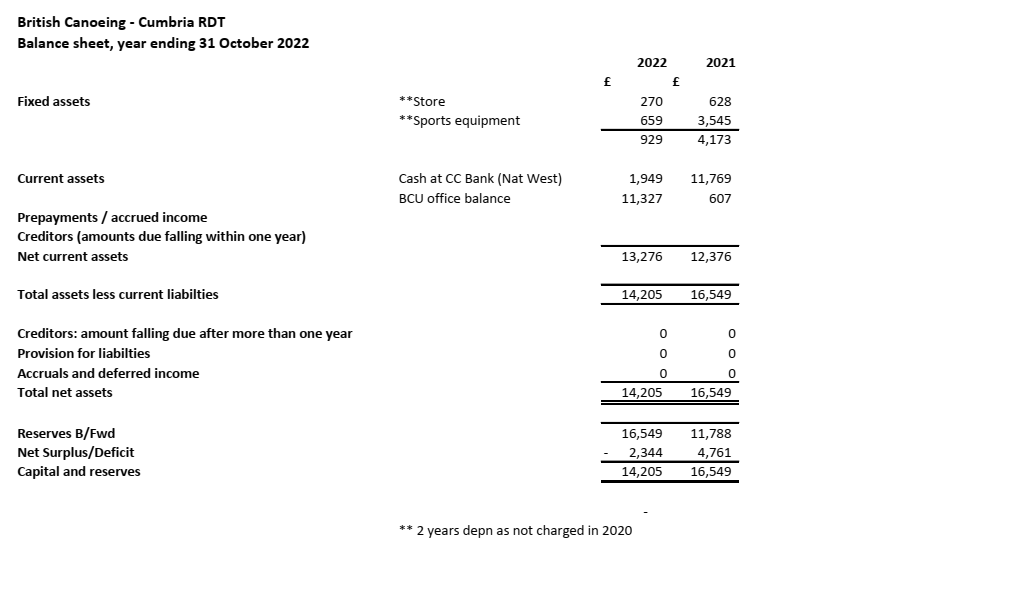 British Canoeing - Cumbria RDT
Balance sheet, year ending 31 October 2022
2022 2021
£ £
Fixed assets **Store 270 628
**Sports equipment 659 3,545
929 4,173
Current assets Cash at CC Bank (Nat West) 1,949 11,769
BCU office balance 11,327 607
Prepayments / accrued income
Creditors (amounts due falling within one year)
Net current assets 13,276 12,376
Total assets less current liabilties 14,205 16,549
Creditors: amount falling due after more than one year 0 0
Provision for liabilties 0 0
Accruals and deferred income 0 0
Total net assets 14,205 16,549
Reserves B/Fwd 16,549 11,788
Net Surplus/Deficit - 2,344 4,761
Capital and reserves 14,205 16,549
-
** 2 years depn as not charged in 2020